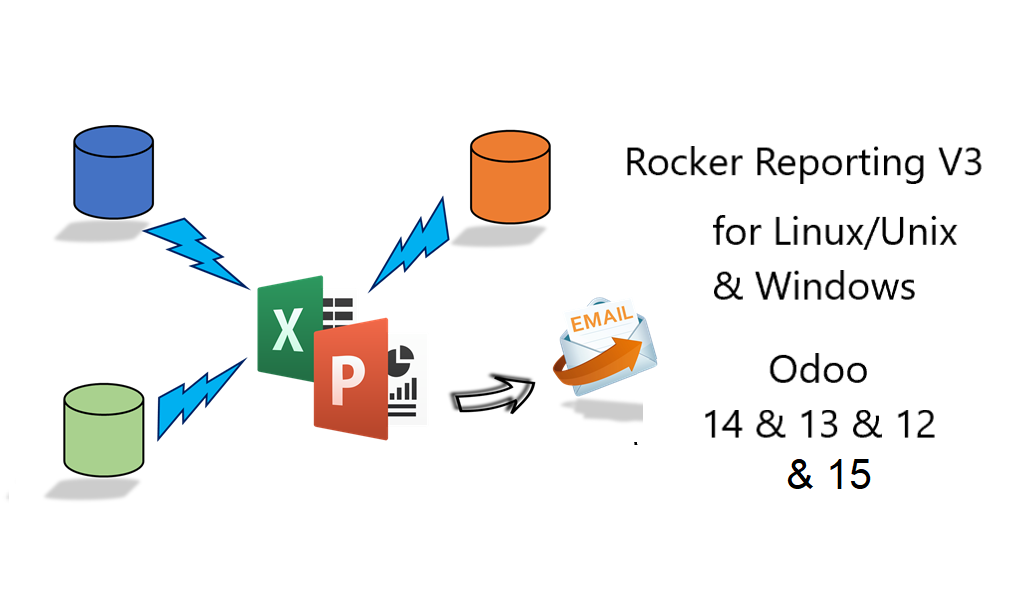 Rocker Reporting V3
for Linux/Unix
& Windows
X
P
EMAIL
Odoo
14 & 13 & 12
& 15